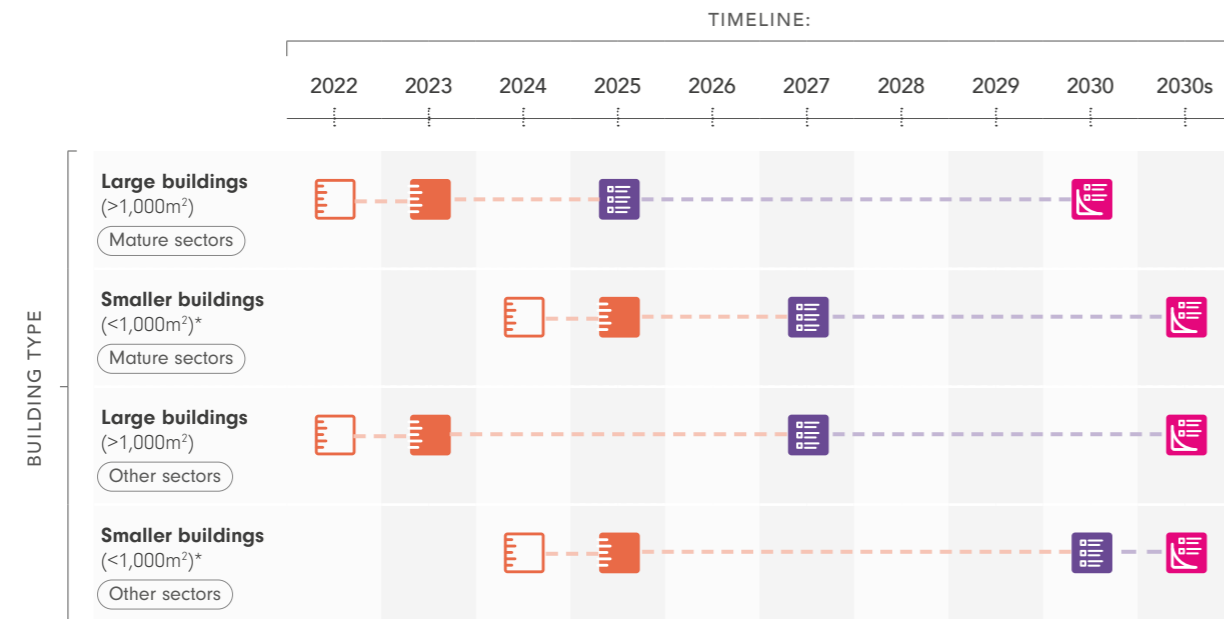 TIMELINE:
2022 2023 2024 2025 2026 2027 2028 2029 2030 2030s
BUILDING TYPE
Large buildings
(>1,000m²)
Mature sectors
Smaller buildings
(<1,000m²)*
Mature sectors
Large buildings
(>1,000m²)
Other sectors
Smaller buildings
(<1,000m²)*
Other sectors